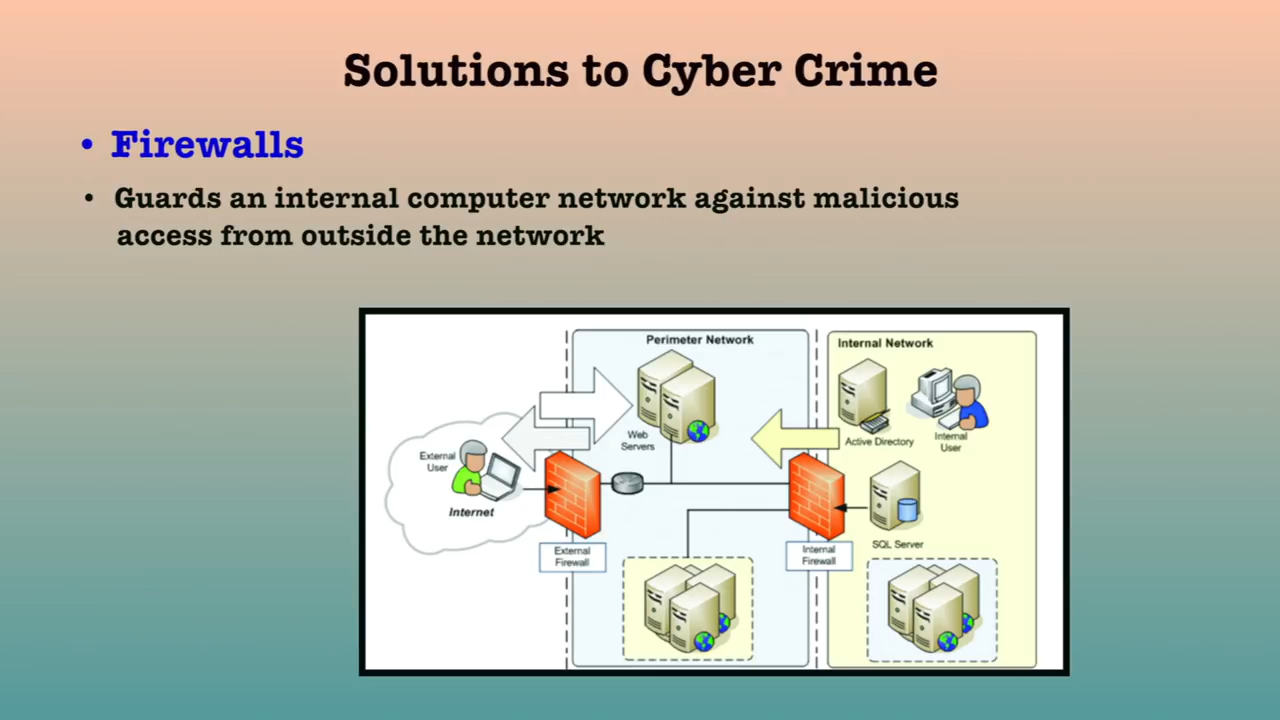 Solutions to Cyber Crime
• Firewalls
• Guards an internal computer network against malicious
access from outside the network
Perimeter Network
Internal Network
Web
Servers
Active Directory
Internal
User
External
User
Internet
SQL Server
External
Firewall
Internal
Firewall